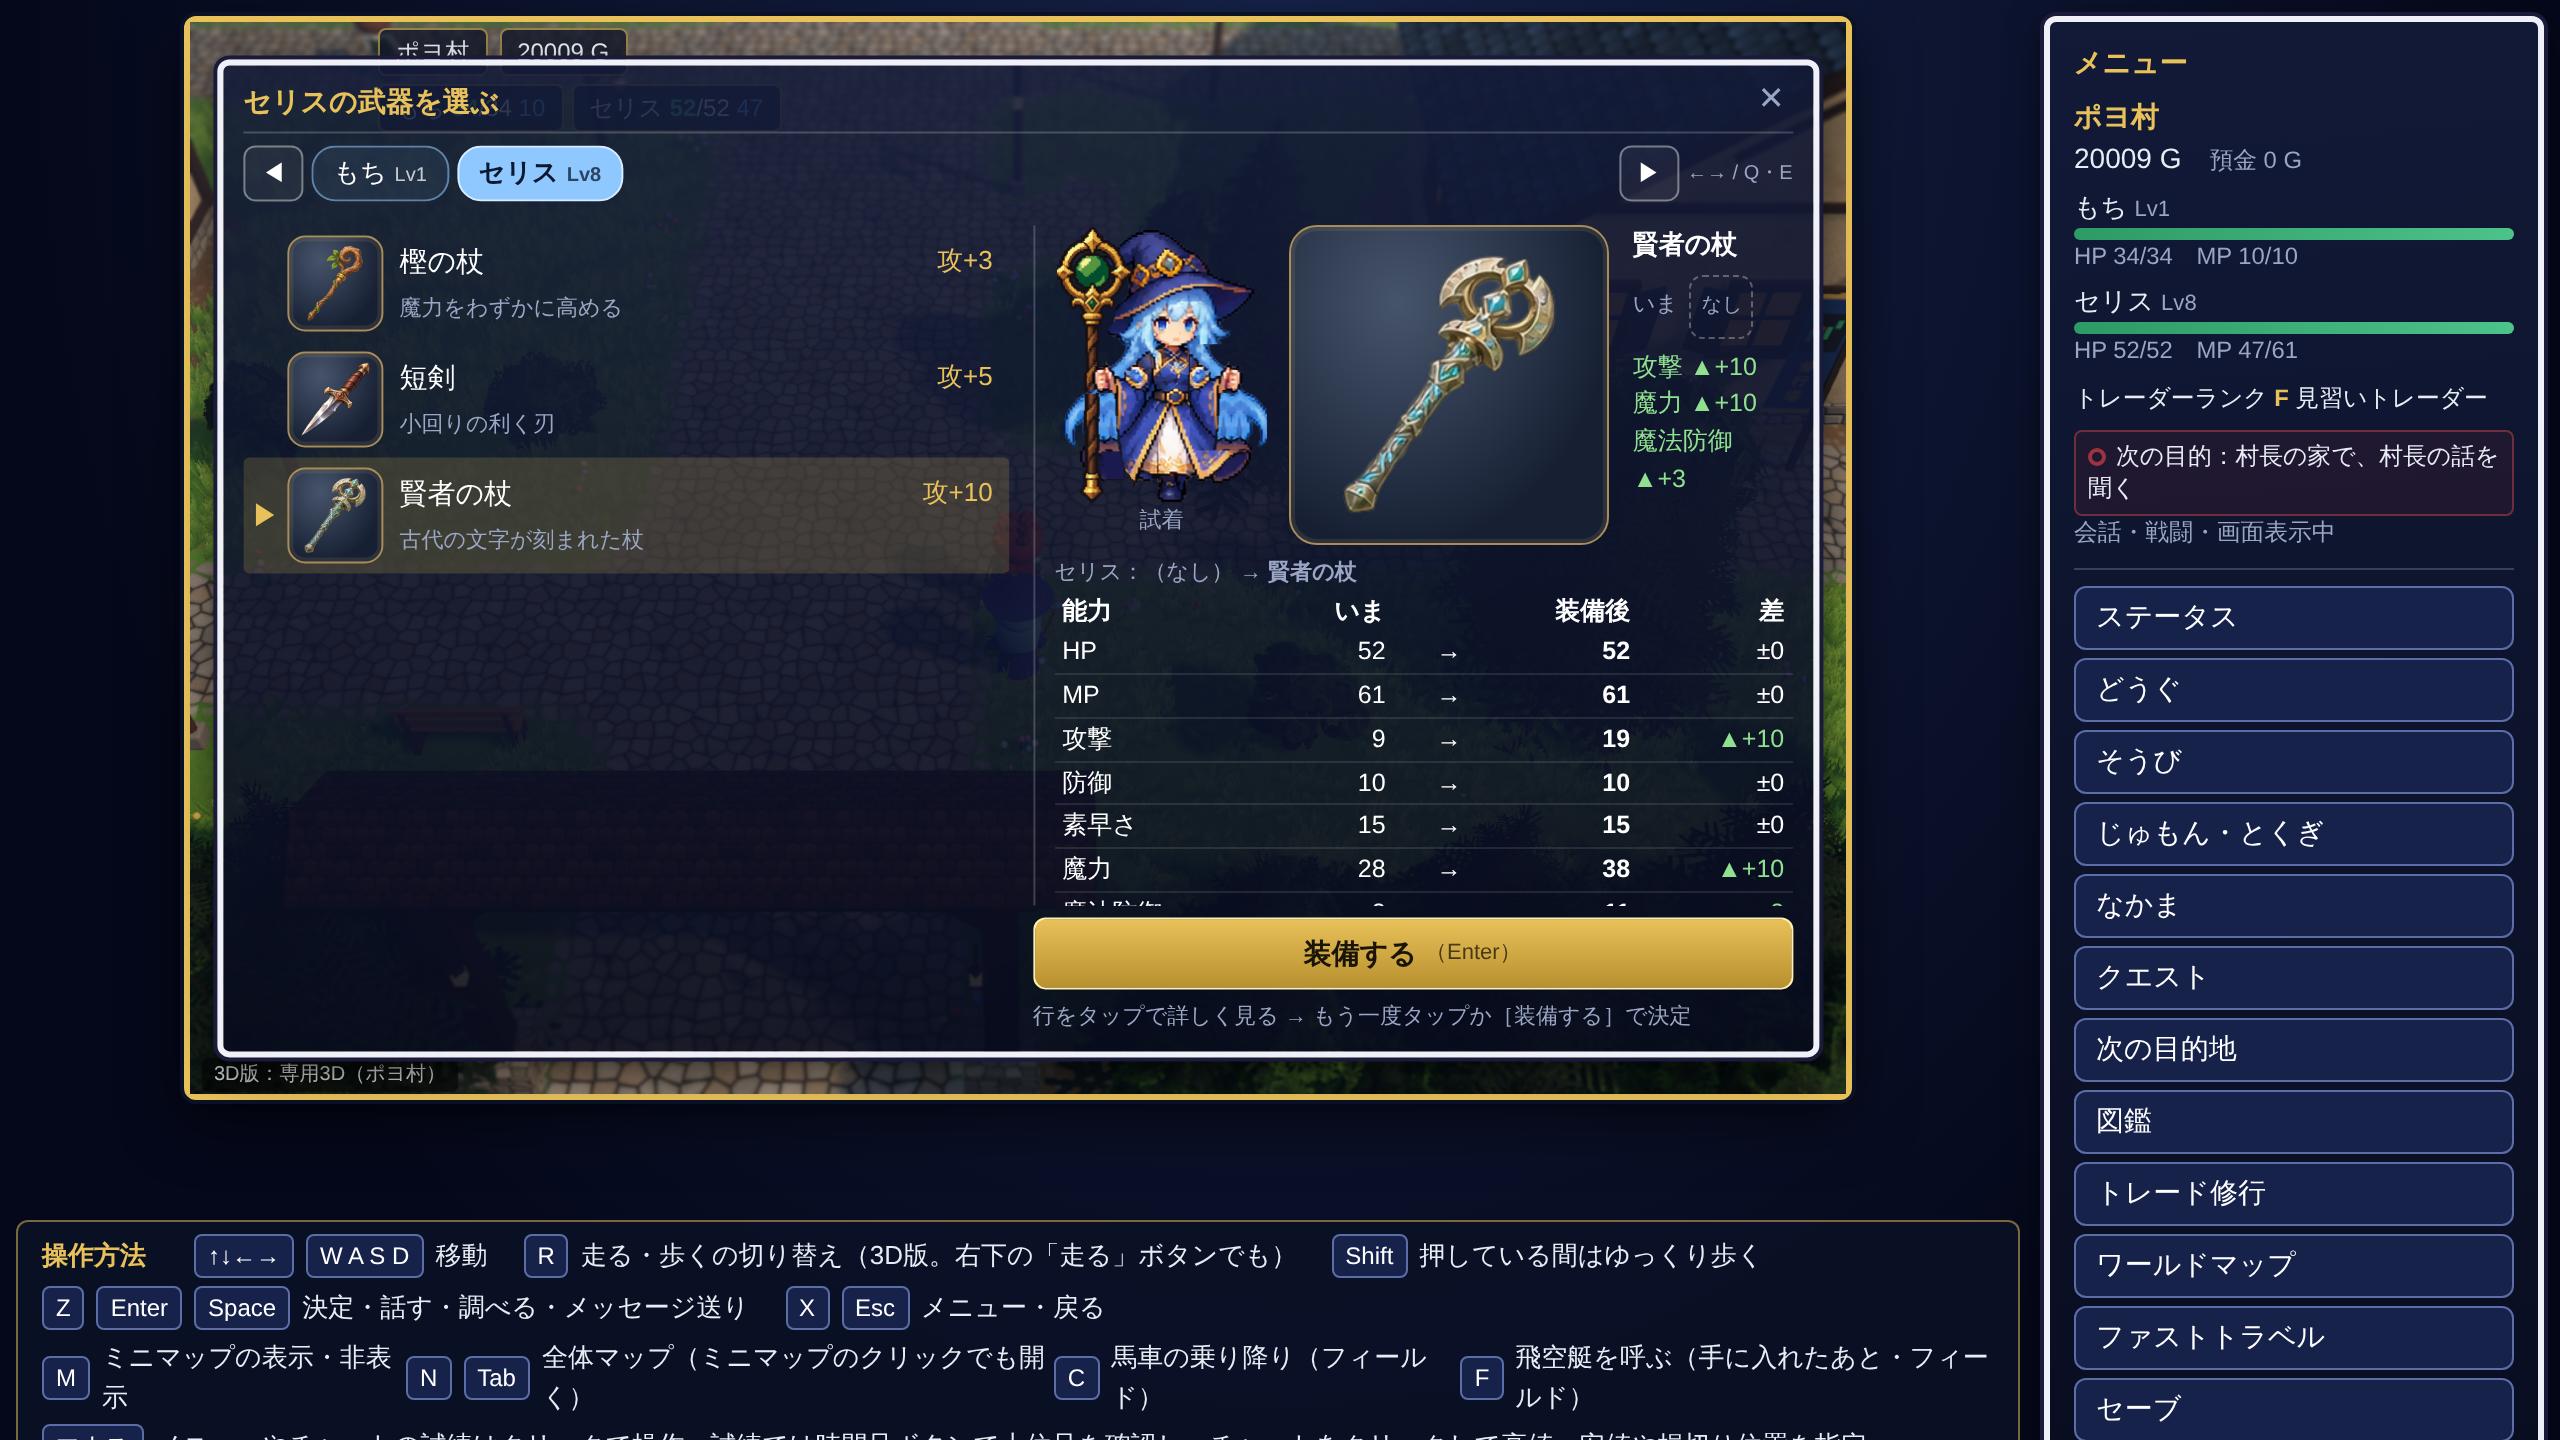 ポヨ村 20009 G
セリスの武器を選ぶ
34 10 セリス 52/52 47
×
◀ もち Lv1 セリス Lv8 ▶ ←→ / Q・E
樫の杖 攻+3
魔力をわずかに高める
短剣 攻+5
小回りの利く刃
▶ 賢者の杖 攻+10
古代の文字が刻まれた杖
試着
賢者の杖
いま なし
攻撃 ▲+10
魔力 ▲+10
魔法防御
▲+3
セリス：（なし） → 賢者の杖
能力 いま 装備後 差
HP 52 → 52 ±0
MP 61 → 61 ±0
攻撃 9 → 19 ▲+10
防御 10 → 10 ±0
素早さ 15 → 15 ±0
魔力 28 → 38 ▲+10
装備する （Enter）
行をタップで詳しく見る → もう一度タップか［装備する］で決定
3D版：専用3D（ポヨ村）
メニュー
ポヨ村
20009 G 預金 0 G
もち Lv1
HP 34/34 MP 10/10
セリス Lv8
HP 52/52 MP 47/61
トレーダーランク F 見習いトレーダー
次の目的：村長の家で、村長の話を
聞く
会話・戦闘・画面表示中
ステータス
どうぐ
そうび
じゅもん・とくぎ
なかま
クエスト
次の目的地
図鑑
トレード修行
ワールドマップ
ファストトラベル
セーブ
操作方法 ↑↓←→ W A S D 移動 R 走る・歩くの切り替え（3D版。右下の「走る」ボタンでも） Shift 押している間はゆっくり歩く
Z Enter Space 決定・話す・調べる・メッセージ送り X Esc メニュー・戻る
M ミニマップの表示・非表示 N Tab 全体マップ（ミニマップのクリックでも開く） C 馬車の乗り降り（フィールド） F 飛空艇を呼ぶ（手に入れたあと・フィールド）